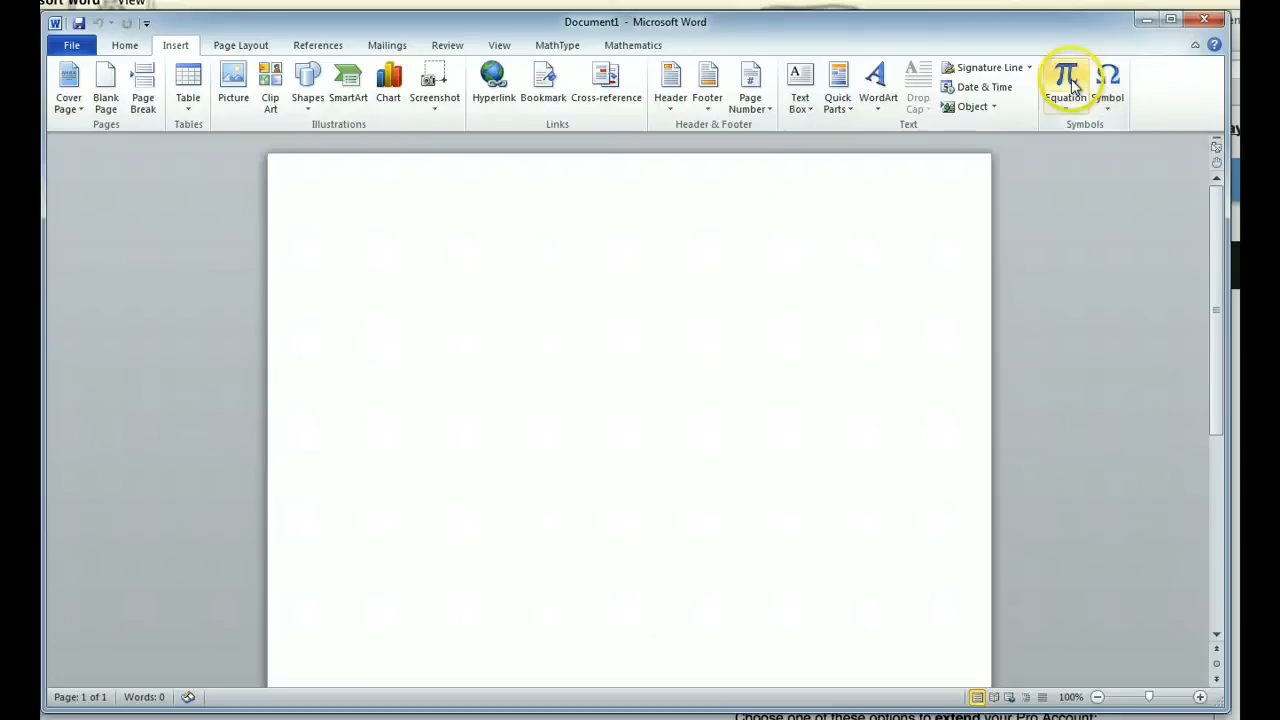 soft Word View
Document1 - Microsoft Word
File Home Insert Page Layout References Mailings Review View MathType Mathematics
Cover Page
Blank Page
Page Break
Table
Picture
Clip Art
Shapes
SmartArt
Chart
Screenshot
Hyperlink
Bookmark
Cross-reference
Header
Footer
Page Number
Text Box
Quick Parts
WordArt
Drop Cap
Signature Line
Date & Time
Object
Equation
Symbol
Pages Tables Illustrations Links Header & Footer Text Symbols
Page: 1 of 1 Words: 0 100%
Choose one of these options to extend your Pro Account: